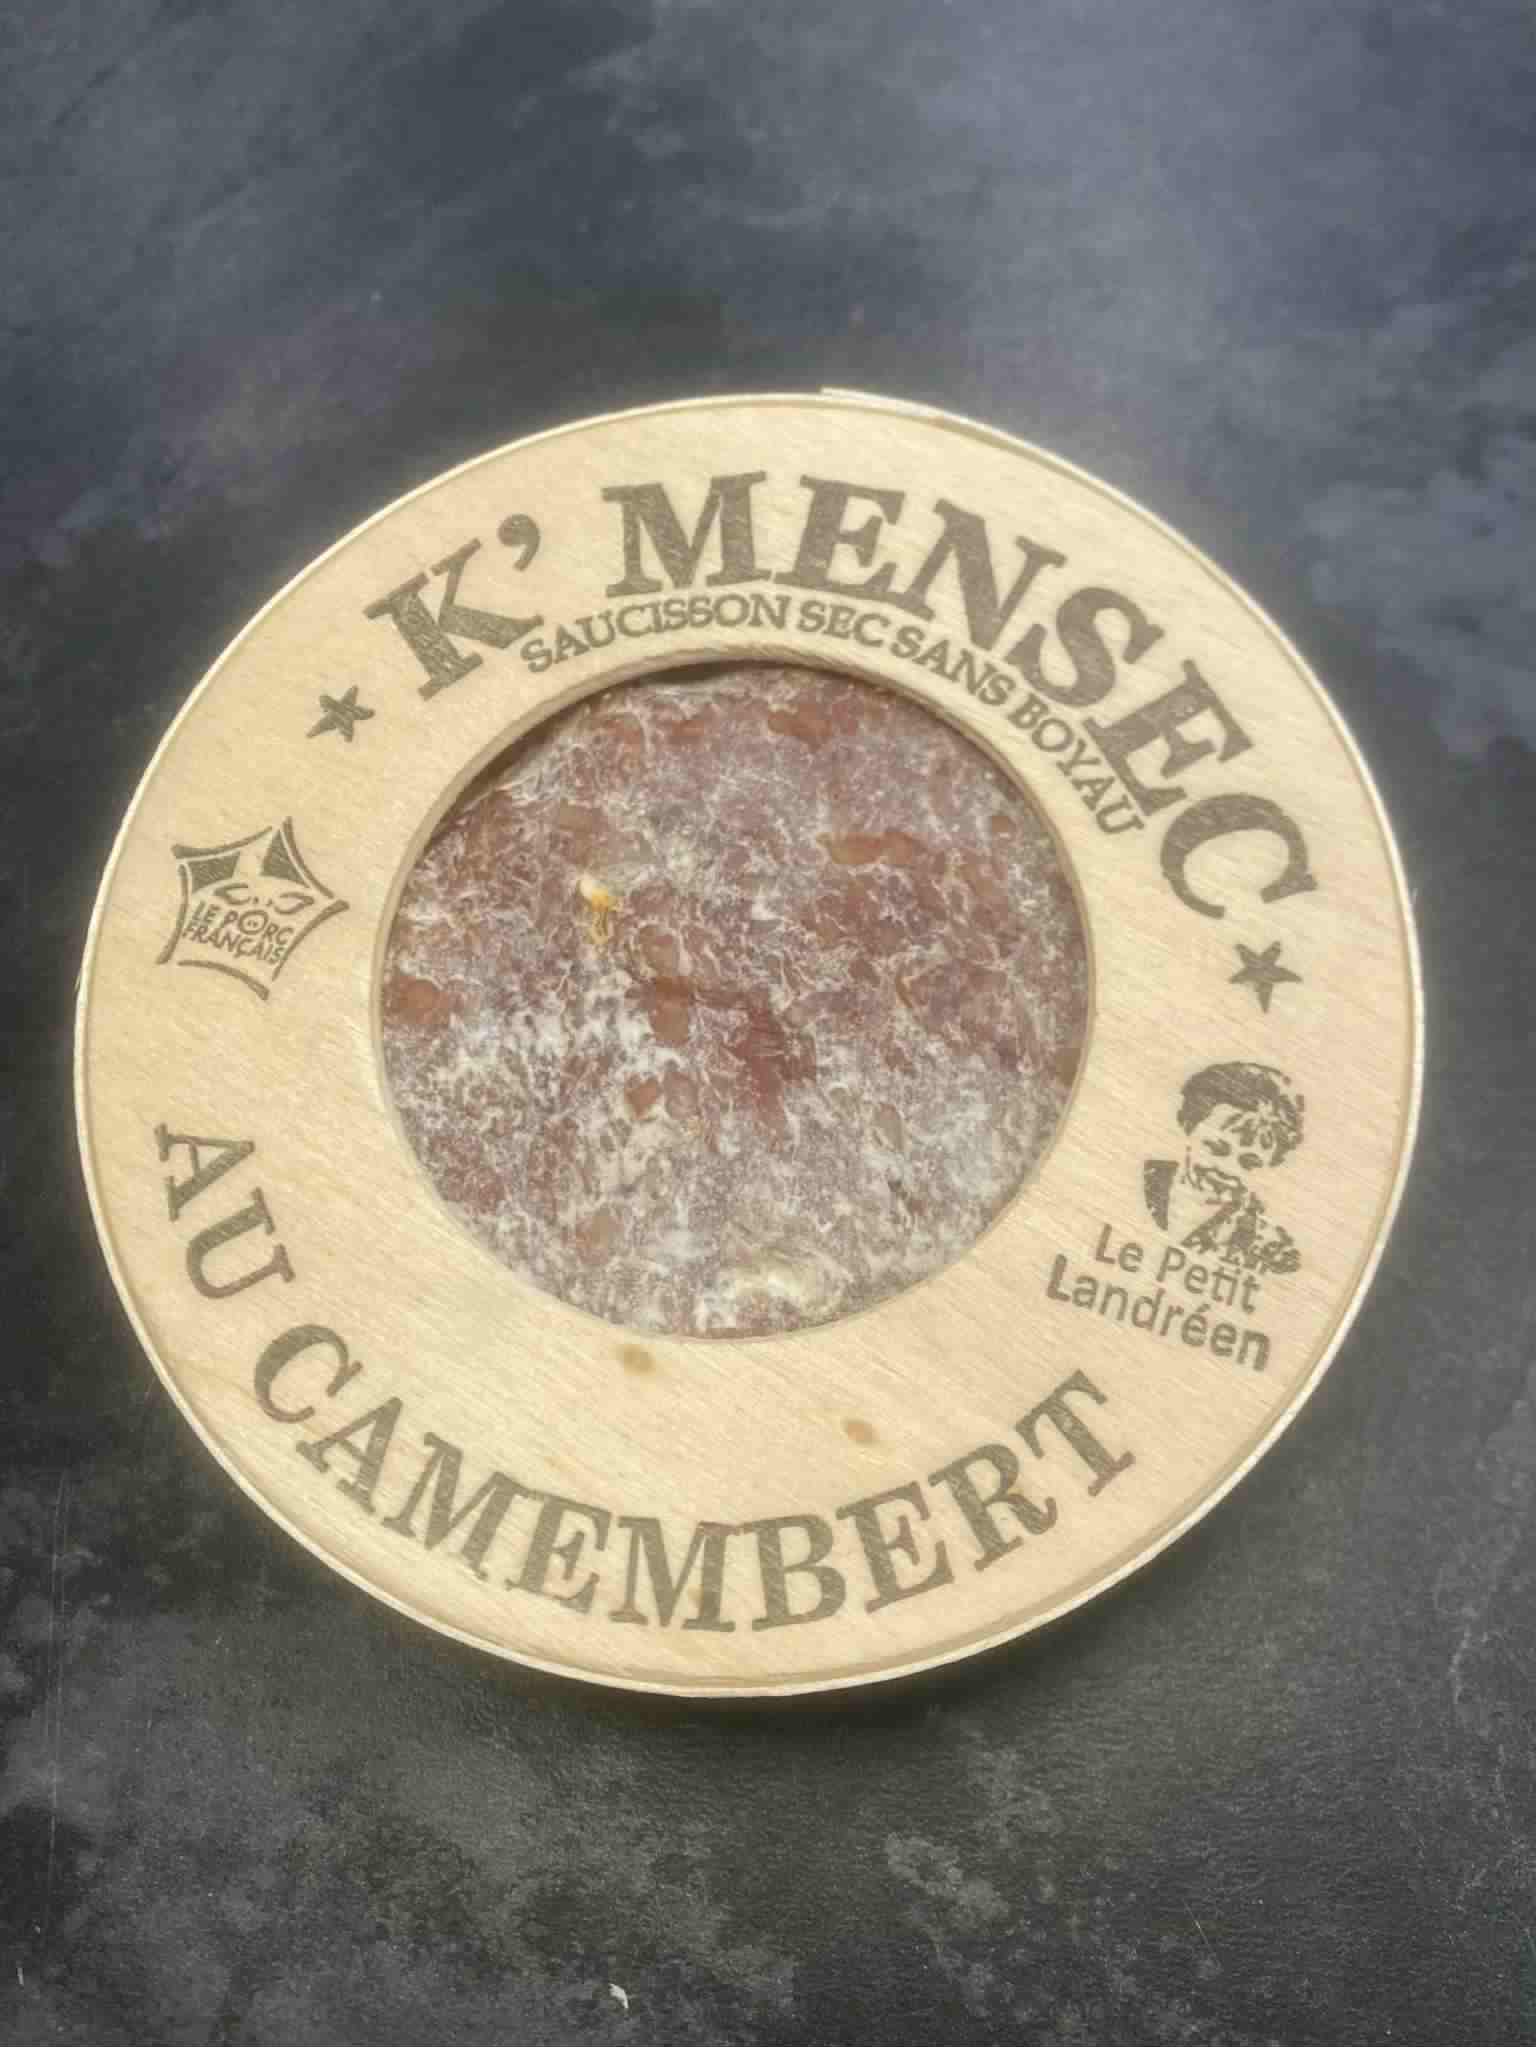 K' MENSEC
SAUCISSON SEC SANS BOYAU
LE PORC
FRANÇAIS
Le Petit
Landréen
AU CAMEMBERT